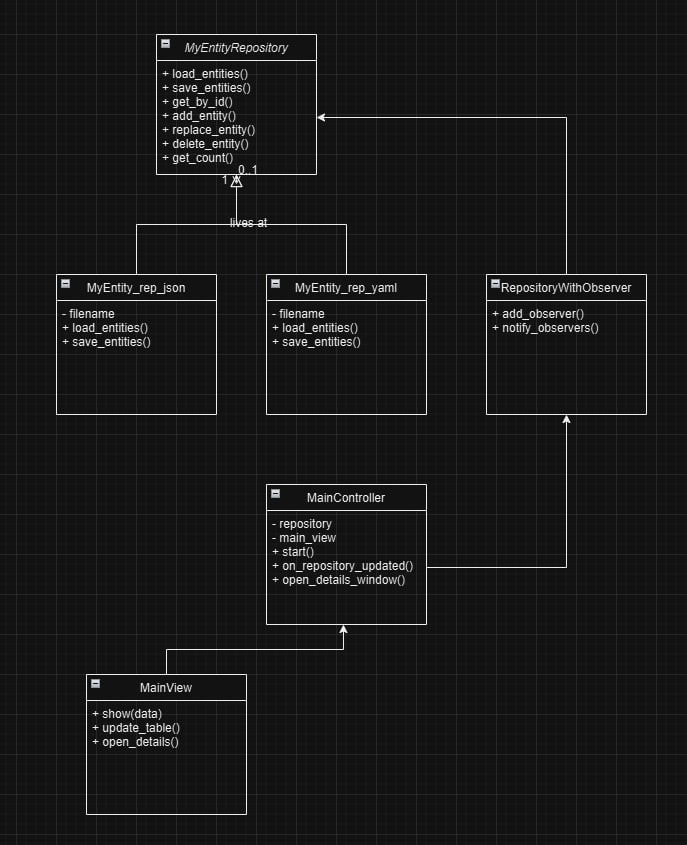 MyEntityRepository
+ load_entities()
+ save_entities()
+ get_by_id()
+ add_entity()
+ replace_entity()
+ delete_entity()
+ get_count()
0..1
1
lives at
MyEntity_rep_json
- filename
+ load_entities()
+ save_entities()
MyEntity_rep_yaml
- filename
+ load_entities()
+ save_entities()
RepositoryWithObserver
+ add_observer()
+ notify_observers()
MainController
- repository
- main_view
+ start()
+ on_repository_updated()
+ open_details_window()
MainView
+ show(data)
+ update_table()
+ open_details()